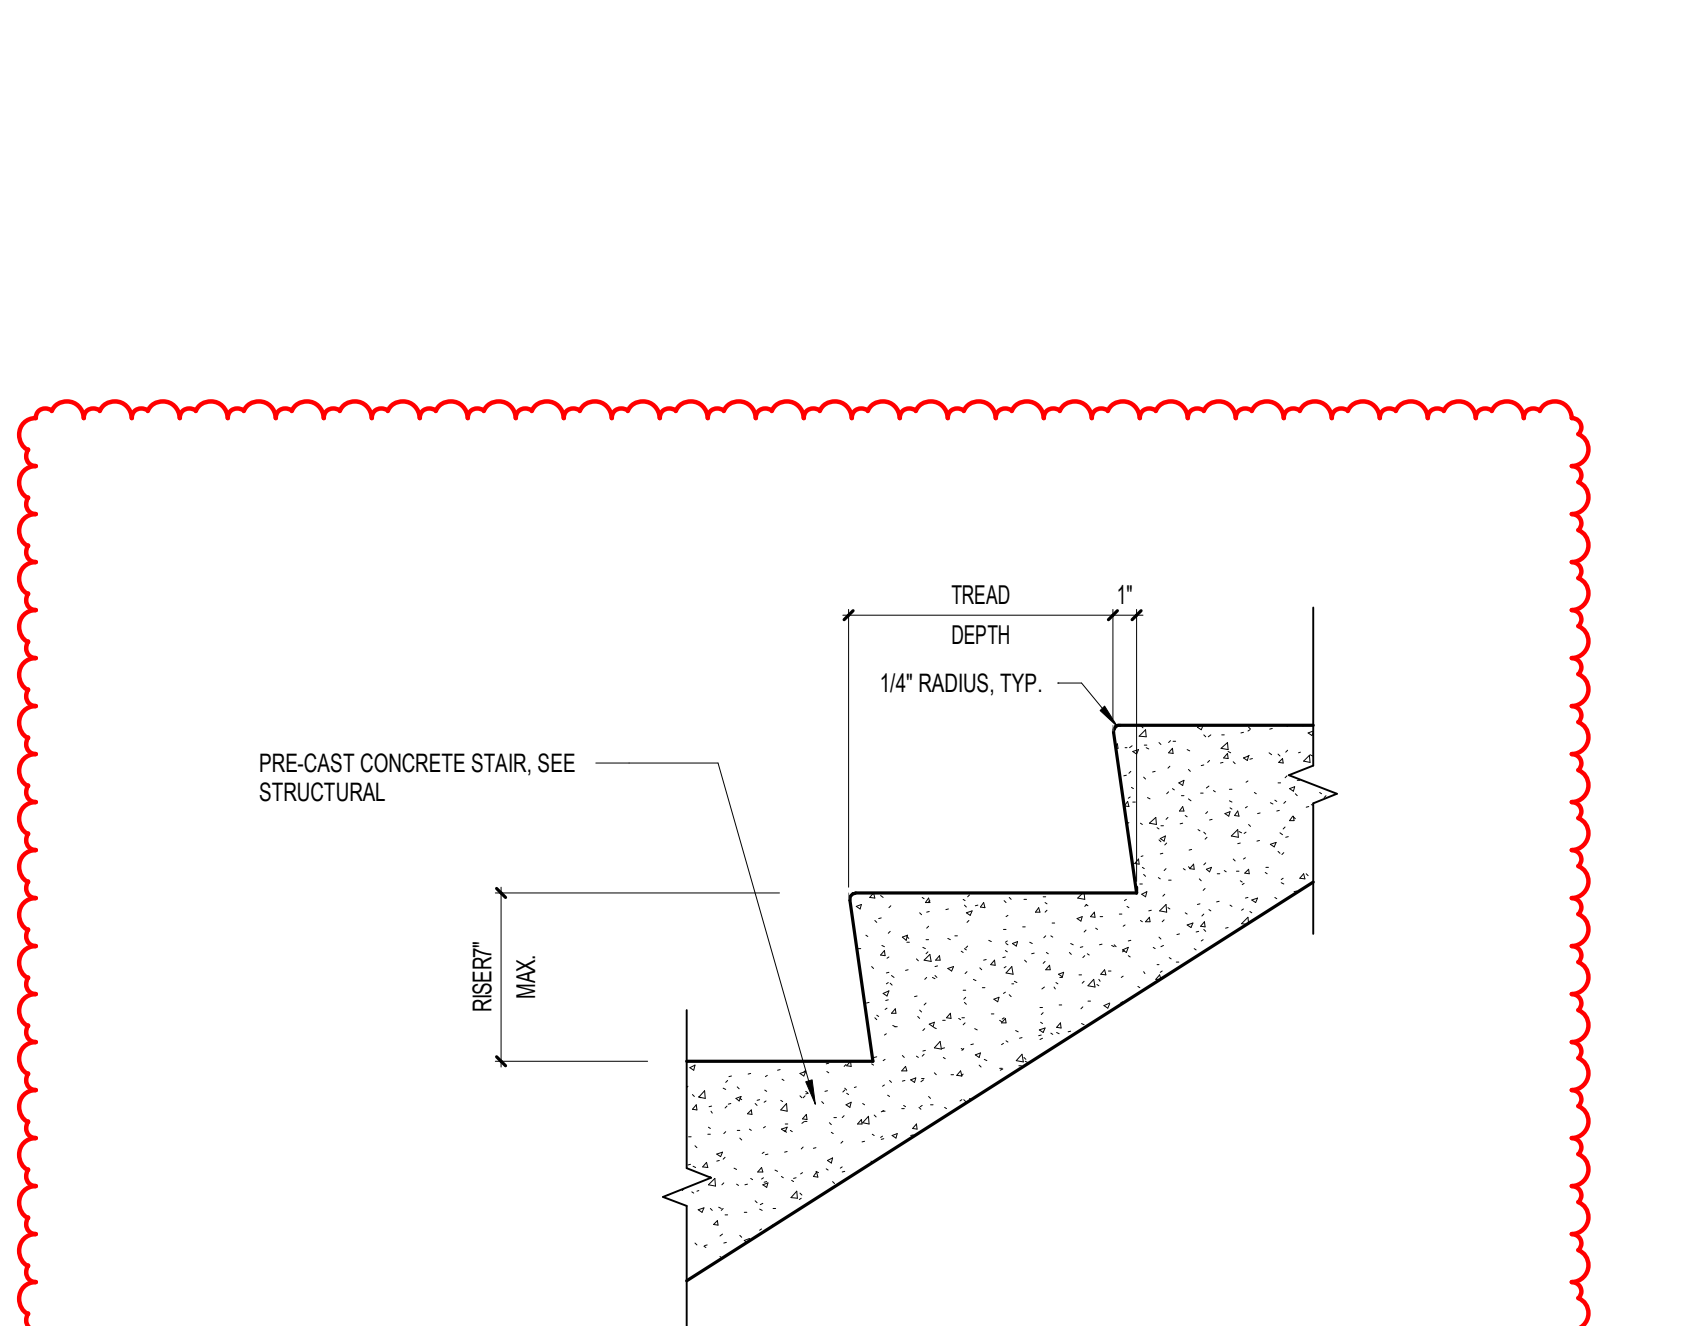 TREAD
1"
DEPTH
1/4" RADIUS, TYP.
PRE-CAST CONCRETE STAIR, SEE
STRUCTURAL
RISER7"
MAX.